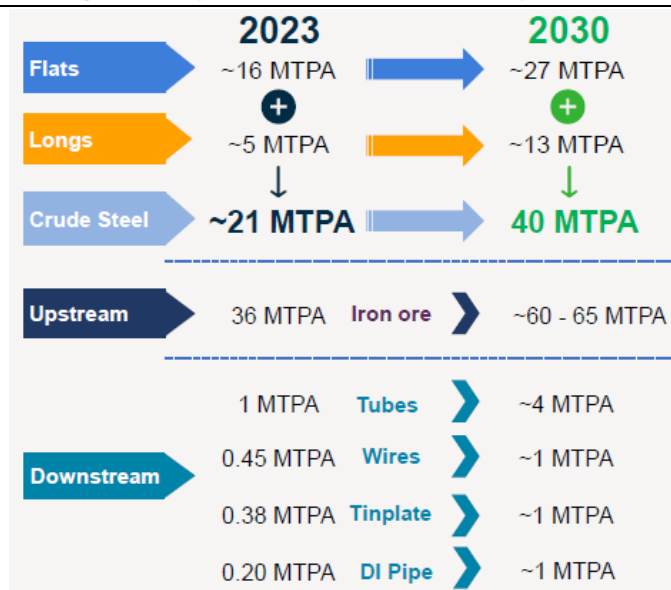 2023 2030
Flats ~16 MTPA ~27 MTPA
+ +
Longs ~5 MTPA ~13 MTPA
↓ ↓
Crude Steel ~21 MTPA 40 MTPA
Upstream 36 MTPA Iron ore ~60 - 65 MTPA
1 MTPA Tubes ~4 MTPA
0.45 MTPA Wires ~1 MTPA
Downstream
0.38 MTPA Tinplate ~1 MTPA
0.20 MTPA DI Pipe ~1 MTPA